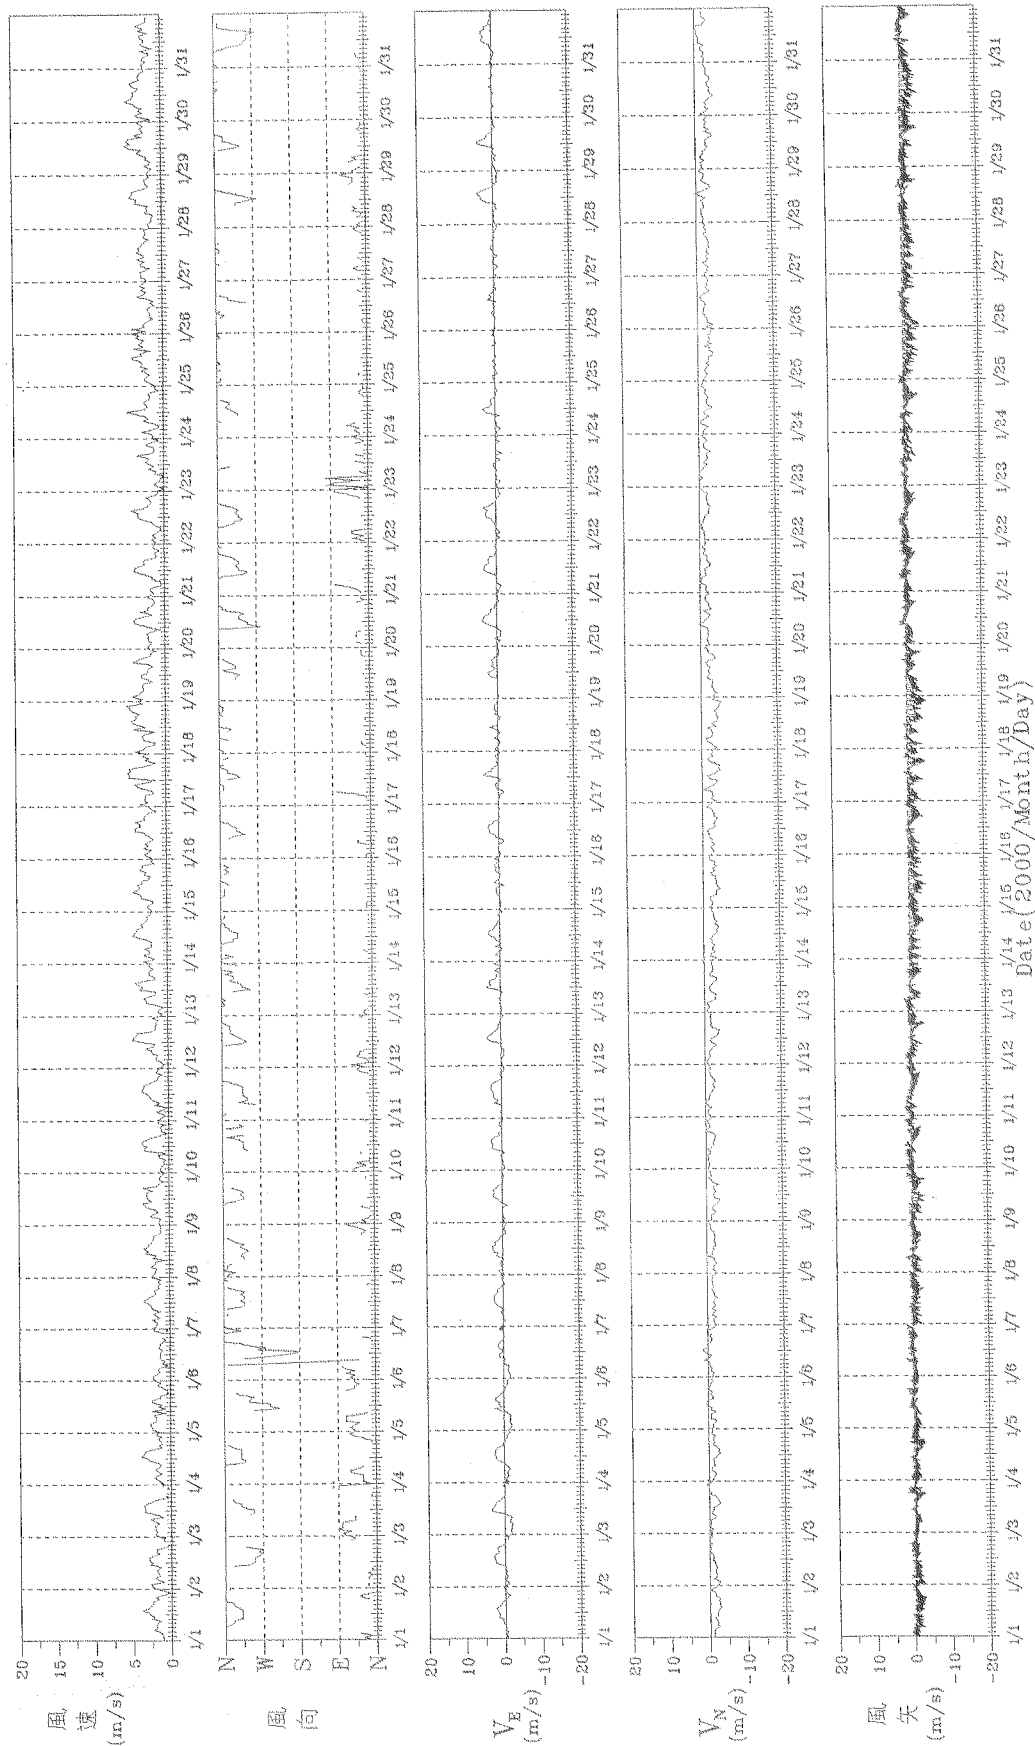 風速
(m/s)
20
15
10
5
0
1/1 1/2 1/3 1/4 1/5 1/6 1/7 1/8 1/9 1/10 1/11 1/12 1/13 1/14 1/15 1/16 1/17 1/18 1/19 1/20 1/21 1/22 1/23 1/24 1/25 1/26 1/27 1/28 1/29 1/30 1/31
風向
N
W
S
E
N
1/1 1/2 1/3 1/4 1/5 1/6 1/7 1/8 1/9 1/10 1/11 1/12 1/13 1/14 1/15 1/16 1/17 1/18 1/19 1/20 1/21 1/22 1/23 1/24 1/25 1/26 1/27 1/28 1/29 1/30 1/31
VE
(m/s)
20
10
0
-10
-20
1/1 1/2 1/3 1/4 1/5 1/6 1/7 1/8 1/9 1/10 1/11 1/12 1/13 1/14 1/15 1/16 1/17 1/18 1/19 1/20 1/21 1/22 1/23 1/24 1/25 1/26 1/27 1/28 1/29 1/30 1/31
VN
(m/s)
20
10
0
-10
-20
1/1 1/2 1/3 1/4 1/5 1/6 1/7 1/8 1/9 1/10 1/11 1/12 1/13 1/14 1/15 1/16 1/17 1/18 1/19 1/20 1/21 1/22 1/23 1/24 1/25 1/26 1/27 1/28 1/29 1/30 1/31
風矢
(m/s)
20
10
0
-10
-20
1/1 1/2 1/3 1/4 1/5 1/6 1/7 1/8 1/9 1/10 1/11 1/12 1/13 1/14 1/15 1/16 1/17 1/18 1/19 1/20 1/21 1/22 1/23 1/24 1/25 1/26 1/27 1/28 1/29 1/30 1/31
Date(2000/Month/Day)